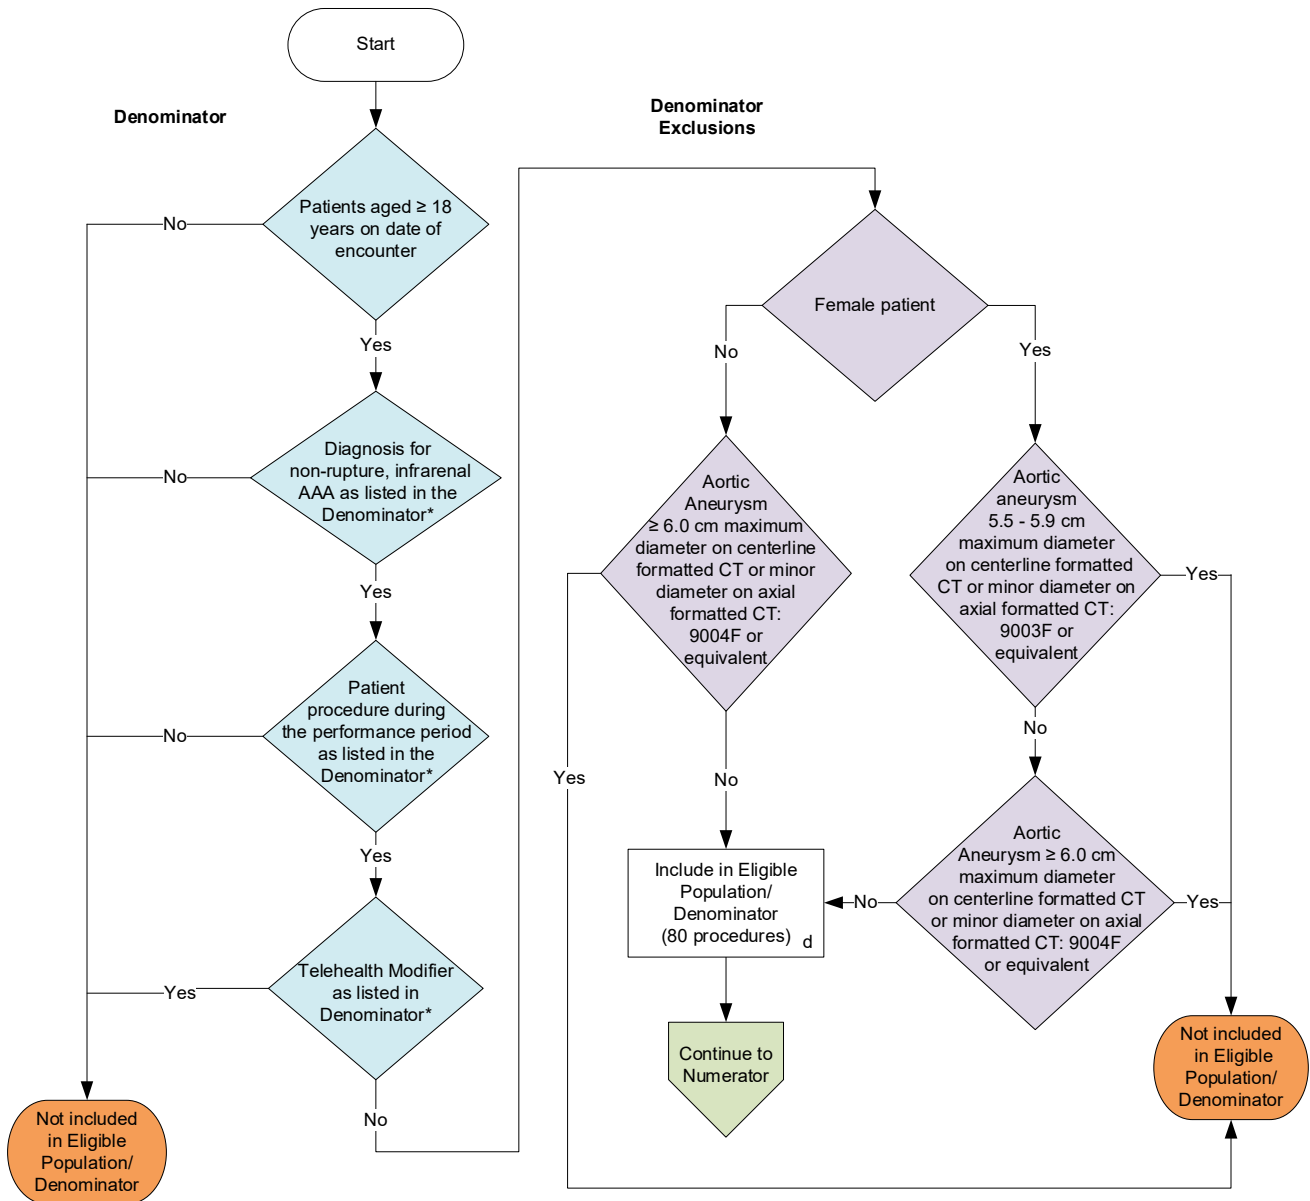 Start
Denominator
Patients aged ≥ 18
years on date of
encounter
No
Yes
Diagnosis for
non-rupture, infrarenal
AAA as listed in the
Denominator*
No
Yes
Patient
procedure during
the performance period
as listed in the
Denominator*
No
Yes
Telehealth Modifier
as listed in
Denominator*
Yes
No
Not included
in Eligible
Population/
Denominator
Denominator
Exclusions
Female patient
No
Yes
Aortic
Aneurysm
≥ 6.0 cm maximum
diameter on centerline
formatted CT or minor
diameter on axial
formatted CT:
9004F or
equivalent
Yes
No
Aortic
aneurysm
5.5 - 5.9 cm
maximum diameter
on centerline formatted
CT or minor diameter on
axial formatted CT:
9003F or
equivalent
Yes
No
Aortic
Aneurysm ≥ 6.0 cm
maximum diameter
on centerline formatted CT
or minor diameter on axial
formatted CT: 9004F
or equivalent
No
Yes
Include in Eligible
Population/
Denominator
(80 procedures) d
Continue to
Numerator
Not included
in Eligible
Population/
Denominator